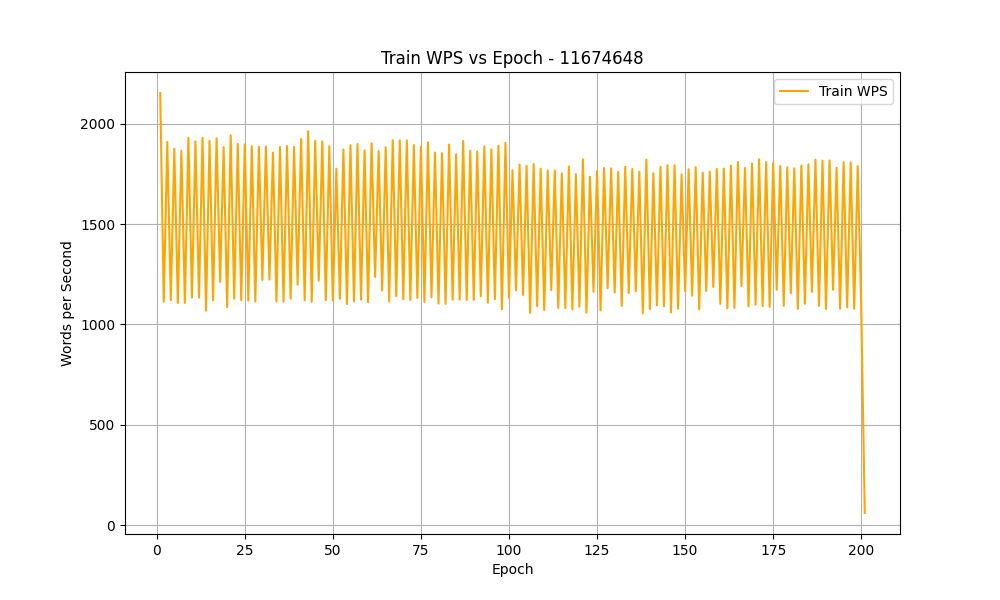 Train WPS vs Epoch - 11674648
Train WPS
2000
1500
1000
500
0
Words per Second
0 25 50 75 100 125 150 175 200
Epoch